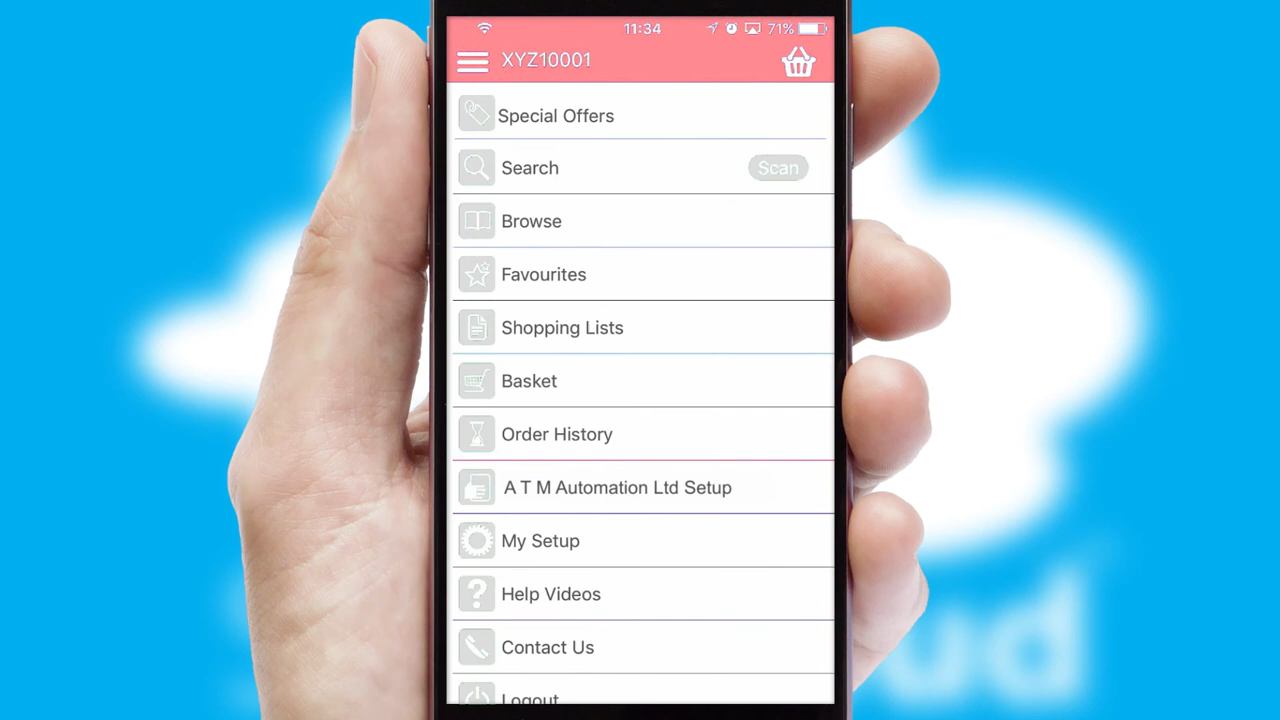 11:34 71%
XYZ10001
Special Offers
Search Scan
Browse
Favourites
Shopping Lists
Basket
Order History
A T M Automation Ltd Setup
My Setup
? Help Videos
Contact Us
Logout